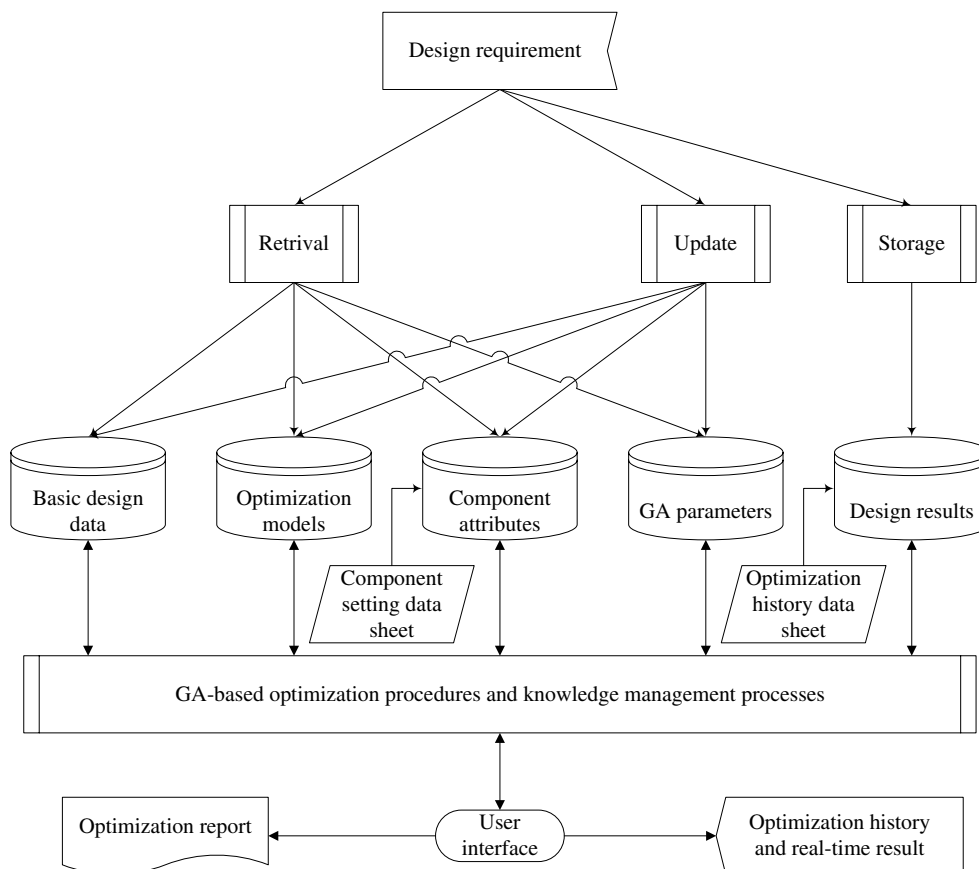 Design requirement
Retrival
Update
Storage
Basic design
data
Optimization
models
Component
attributes
GA parameters
Design results
Component
setting data
sheet
Optimization
history data
sheet
GA-based optimization procedures and knowledge management processes
Optimization report
User
interface
Optimization history
and real-time result